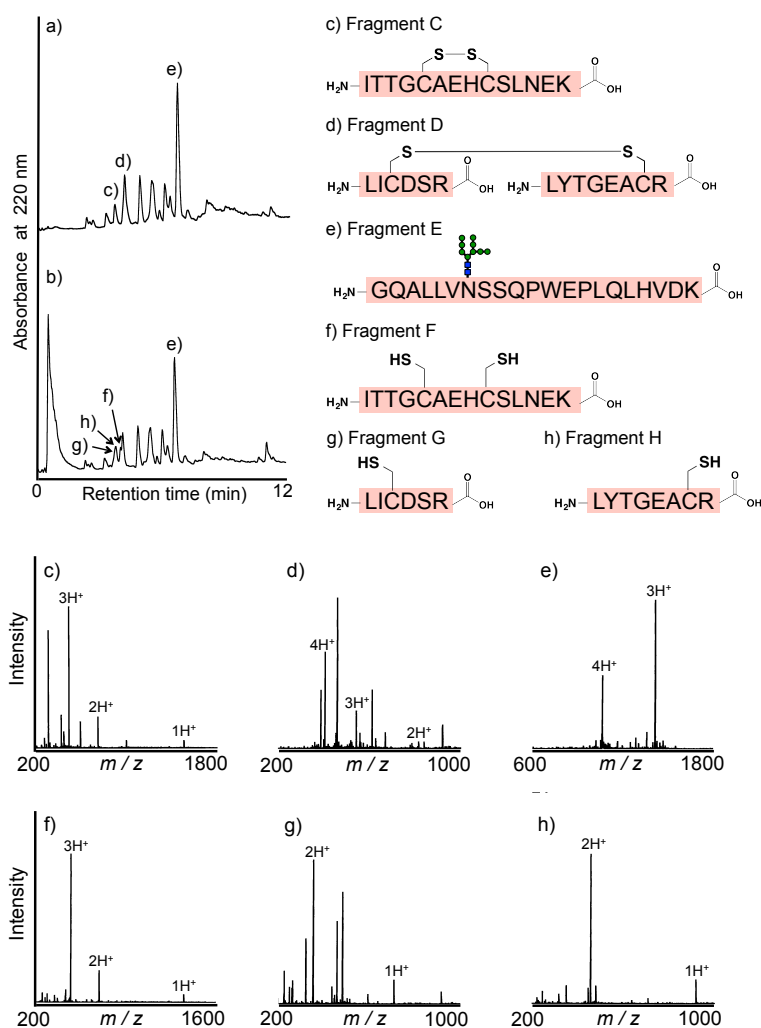 a)
e)
d)
c)
b)
e)
f)
h)
g)
Absorbance at 220 nm
0
Retention time (min)
12
c) Fragment C
S S
H₂N ITTGCAEHCSLNEK O OH
d) Fragment D
S S
H₂N LICDSR O OH H₂N LYTGEACR O OH
e) Fragment E
H₂N GQALLVNSSQPWEPLQLHVDK O OH
f) Fragment F
HS SH
H₂N ITTGCAEHCSLNEK O OH
g) Fragment G
HS
H₂N LICDSR O OH
h) Fragment H
SH
H₂N LYTGEACR O OH
Intensity
c)
3H⁺
2H⁺
1H⁺
200 m / z 1800
d)
4H⁺
3H⁺
2H⁺
200 m / z 1000
e)
3H⁺
4H⁺
600 m / z 1800
Intensity
f)
3H⁺
2H⁺
1H⁺
200 m / z 1600
g)
2H⁺
1H⁺
200 m / z 1000
h)
2H⁺
1H⁺
200 m / z 1000